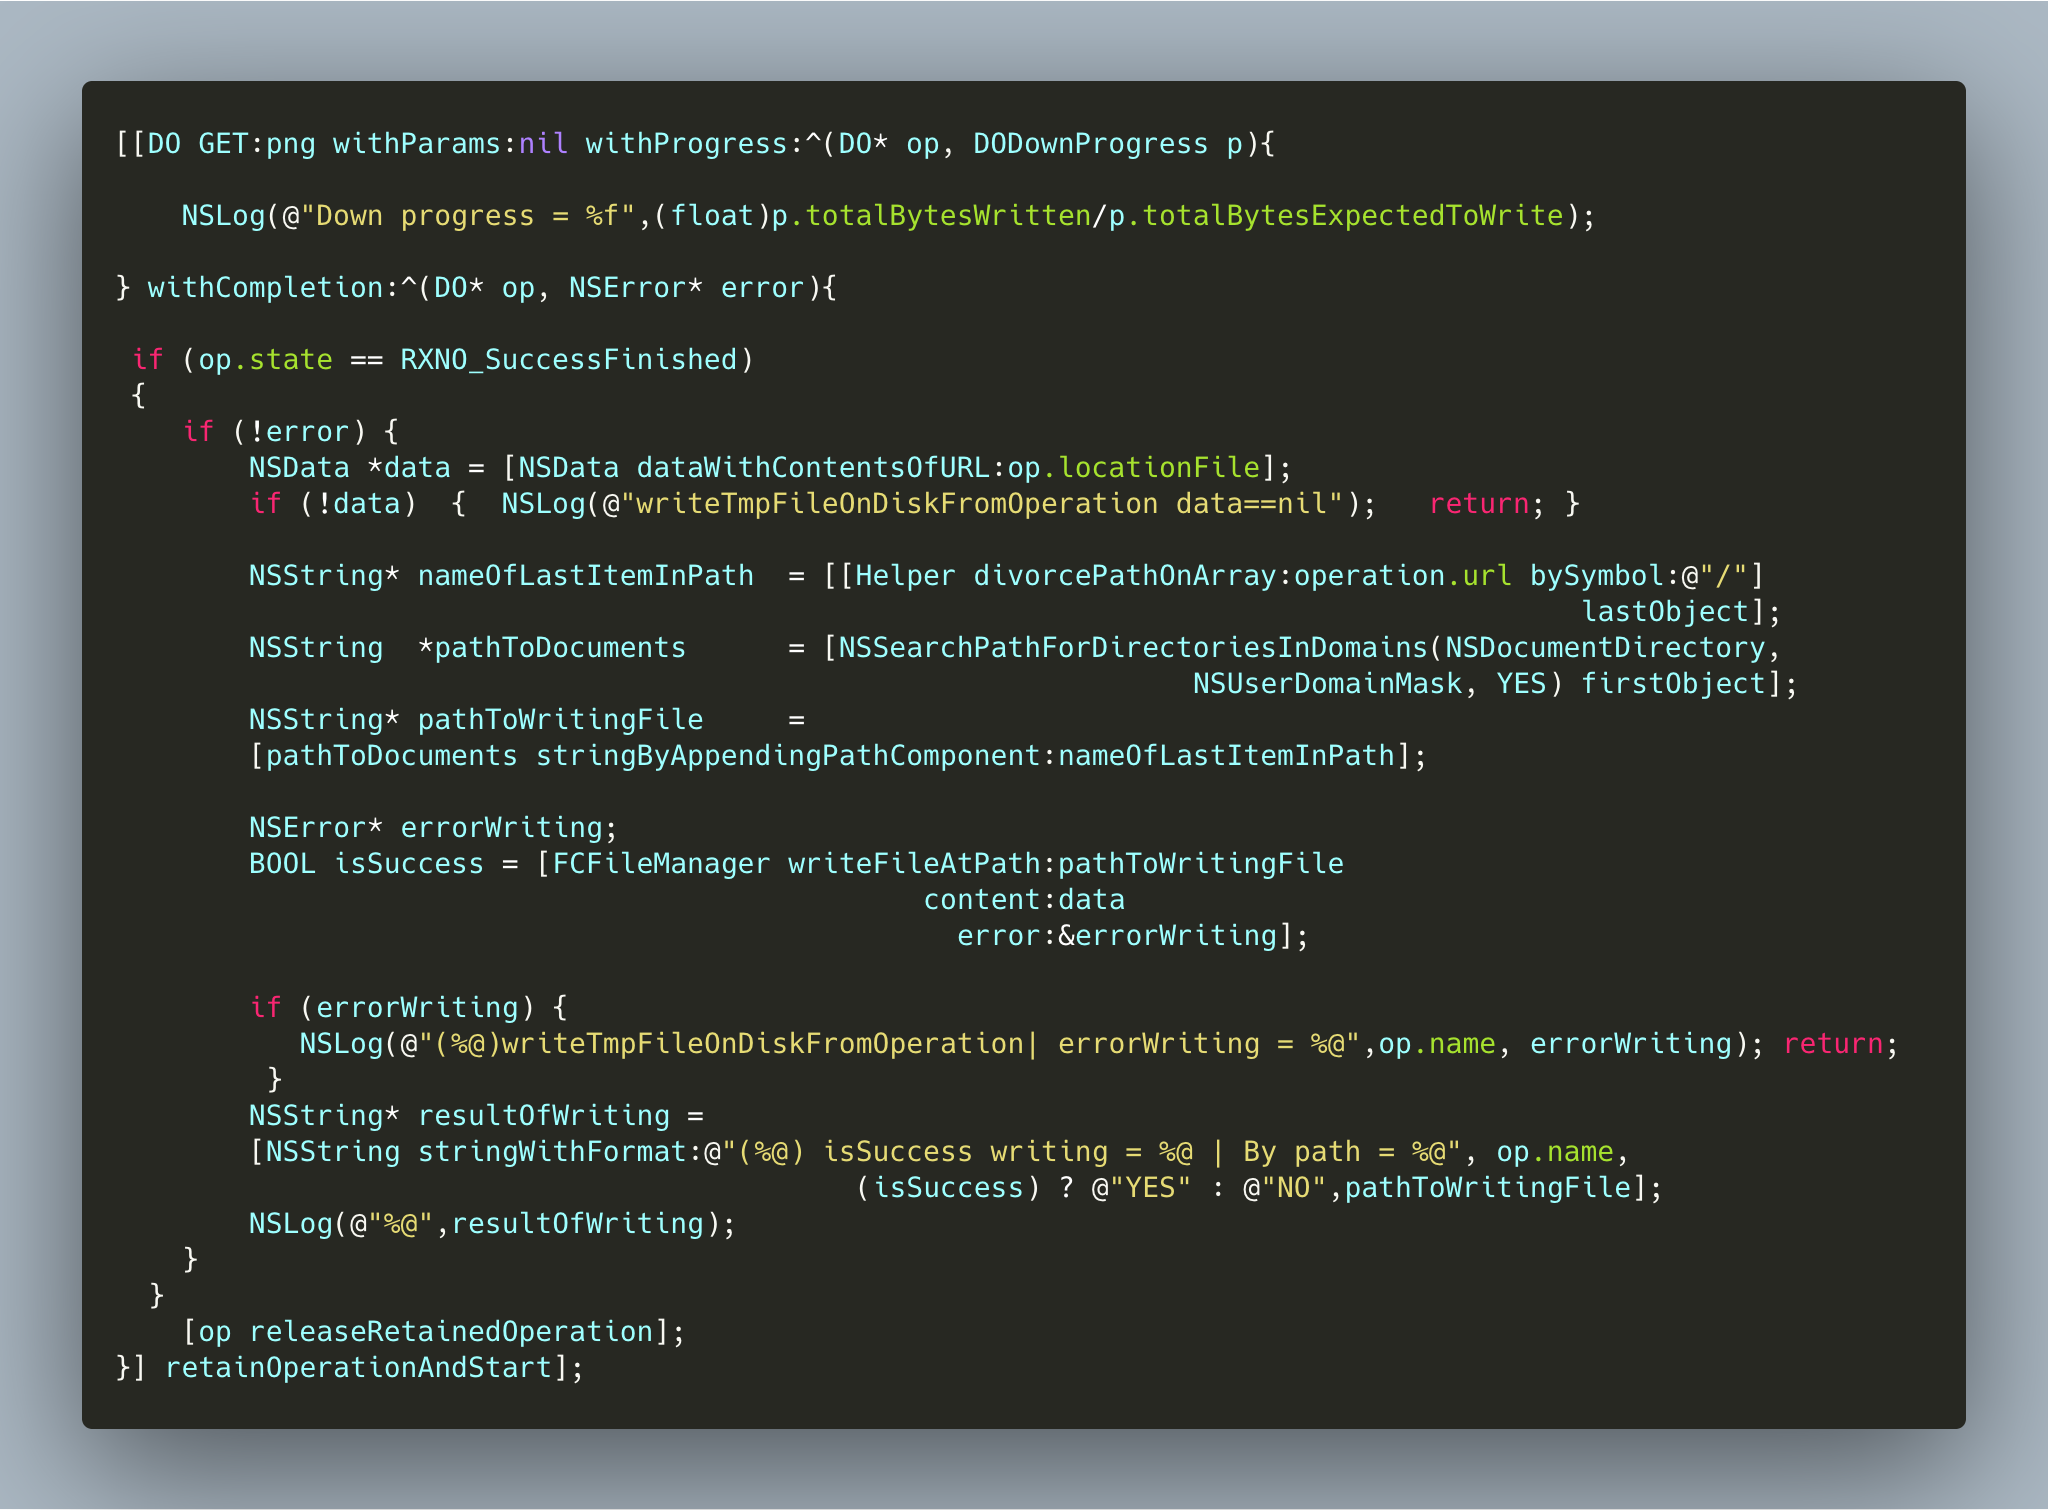 [[DO GET:png withParams:nil withProgress:^(DO* op, DODownProgress p){
    NSLog(@"Down progress = %f",(float)p.totalBytesWritten/p.totalBytesExpectedToWrite);
} withCompletion:^(DO* op, NSError* error){
 if (op.state == RXNO_SuccessFinished)
 {
    if (!error) {
        NSData *data = [NSData dataWithContentsOfURL:op.locationFile];
        if (!data)  {  NSLog(@"writeTmpFileOnDiskFromOperation data==nil");   return; }
        NSString* nameOfLastItemInPath  = [[Helper divorcePathOnArray:operation.url bySymbol:@"/"]
                                                                                       lastObject];
        NSString  *pathToDocuments      = [NSSearchPathForDirectoriesInDomains(NSDocumentDirectory,
                                                                NSUserDomainMask, YES) firstObject];
        NSString* pathToWritingFile     =
        [pathToDocuments stringByAppendingPathComponent:nameOfLastItemInPath];
        NSError* errorWriting;
        BOOL isSuccess = [FCFileManager writeFileAtPath:pathToWritingFile
                                                content:data
                                                  error:&errorWriting];
        if (errorWriting) {
           NSLog(@"(%@)writeTmpFileOnDiskFromOperation| errorWriting = %@",op.name, errorWriting); return;
         }
        NSString* resultOfWriting =
        [NSString stringWithFormat:@"(%@) isSuccess writing = %@ | By path = %@", op.name,
                                            (isSuccess) ? @"YES" : @"NO",pathToWritingFile];
        NSLog(@"%@",resultOfWriting);
    }
  }
    [op releaseRetainedOperation];
}] retainOperationAndStart];